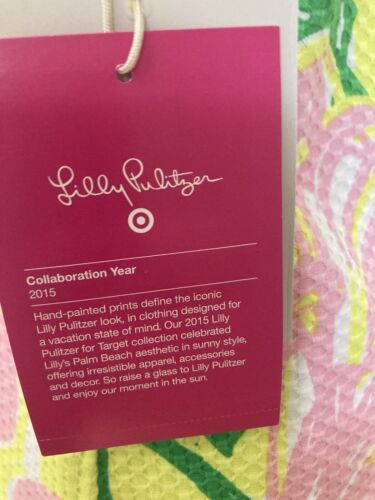 Lilly Pulitzer
Collaboration Year
2015
Hand-painted prints define the iconic
Lilly Pulitzer look, in clothing designed for
a vacation state of mind. Our 2015 Lilly
Pulitzer for Target collection celebrated
Lilly's Palm Beach aesthetic in sunny style,
offering irresistible apparel, accessories
and decor. So raise a glass to Lilly Pulitzer
and enjoy our moment in the sun.